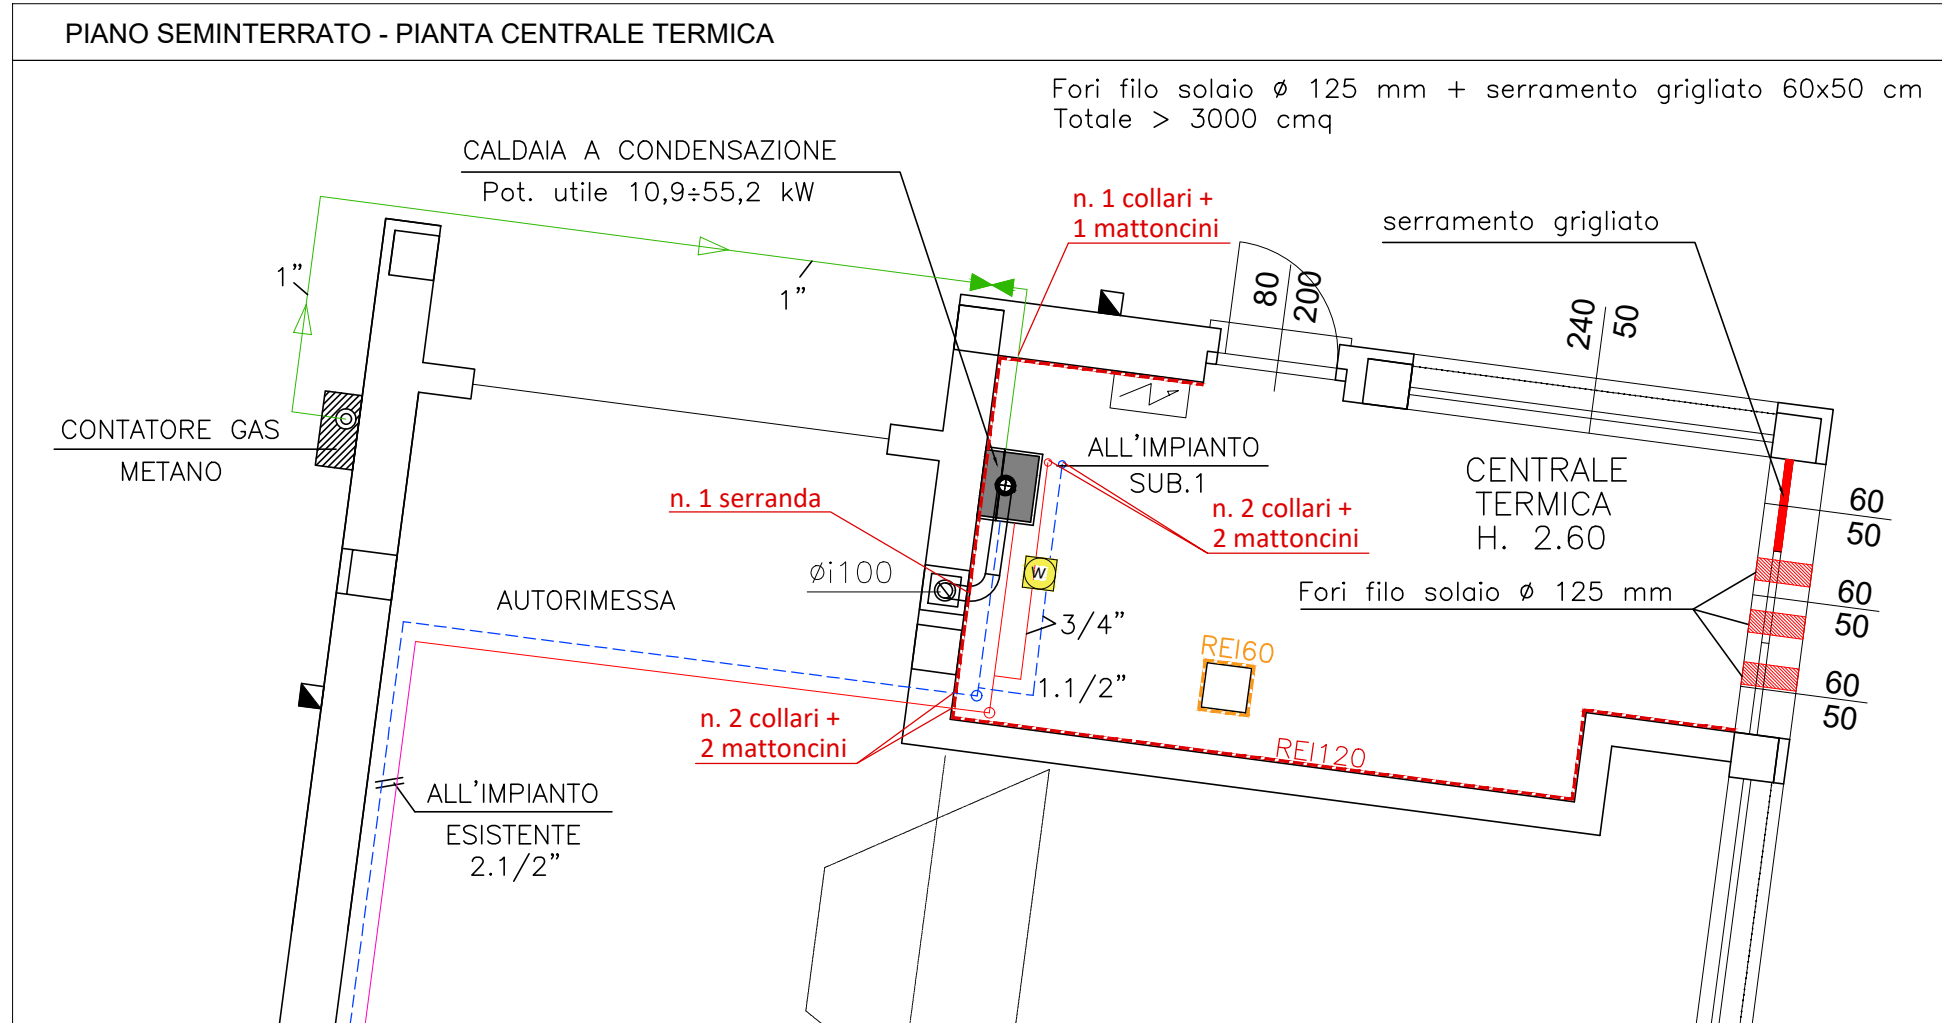 PIANO SEMINTERRATO - PIANTA CENTRALE TERMICA
Fori filo solaio ø 125 mm + serramento grigliato 60x50 cm
Totale > 3000 cmq
CALDAIA A CONDENSAZIONE
Pot. utile 10,9÷55,2 kW
n. 1 collari +
1 mattoncini
serramento grigliato
1"
1"
80
200
240
50
CONTATORE GAS
METANO
ALL'IMPIANTO
SUB.1
CENTRALE
TERMICA
H. 2.60
n. 1 serranda
n. 2 collari +
2 mattoncini
60
50
øi100
W
AUTORIMESSA
Fori filo solaio ø 125 mm
60
50
3/4"
REI60
1.1/2"
60
50
n. 2 collari +
2 mattoncini
REI120
ALL'IMPIANTO
ESISTENTE
2.1/2"